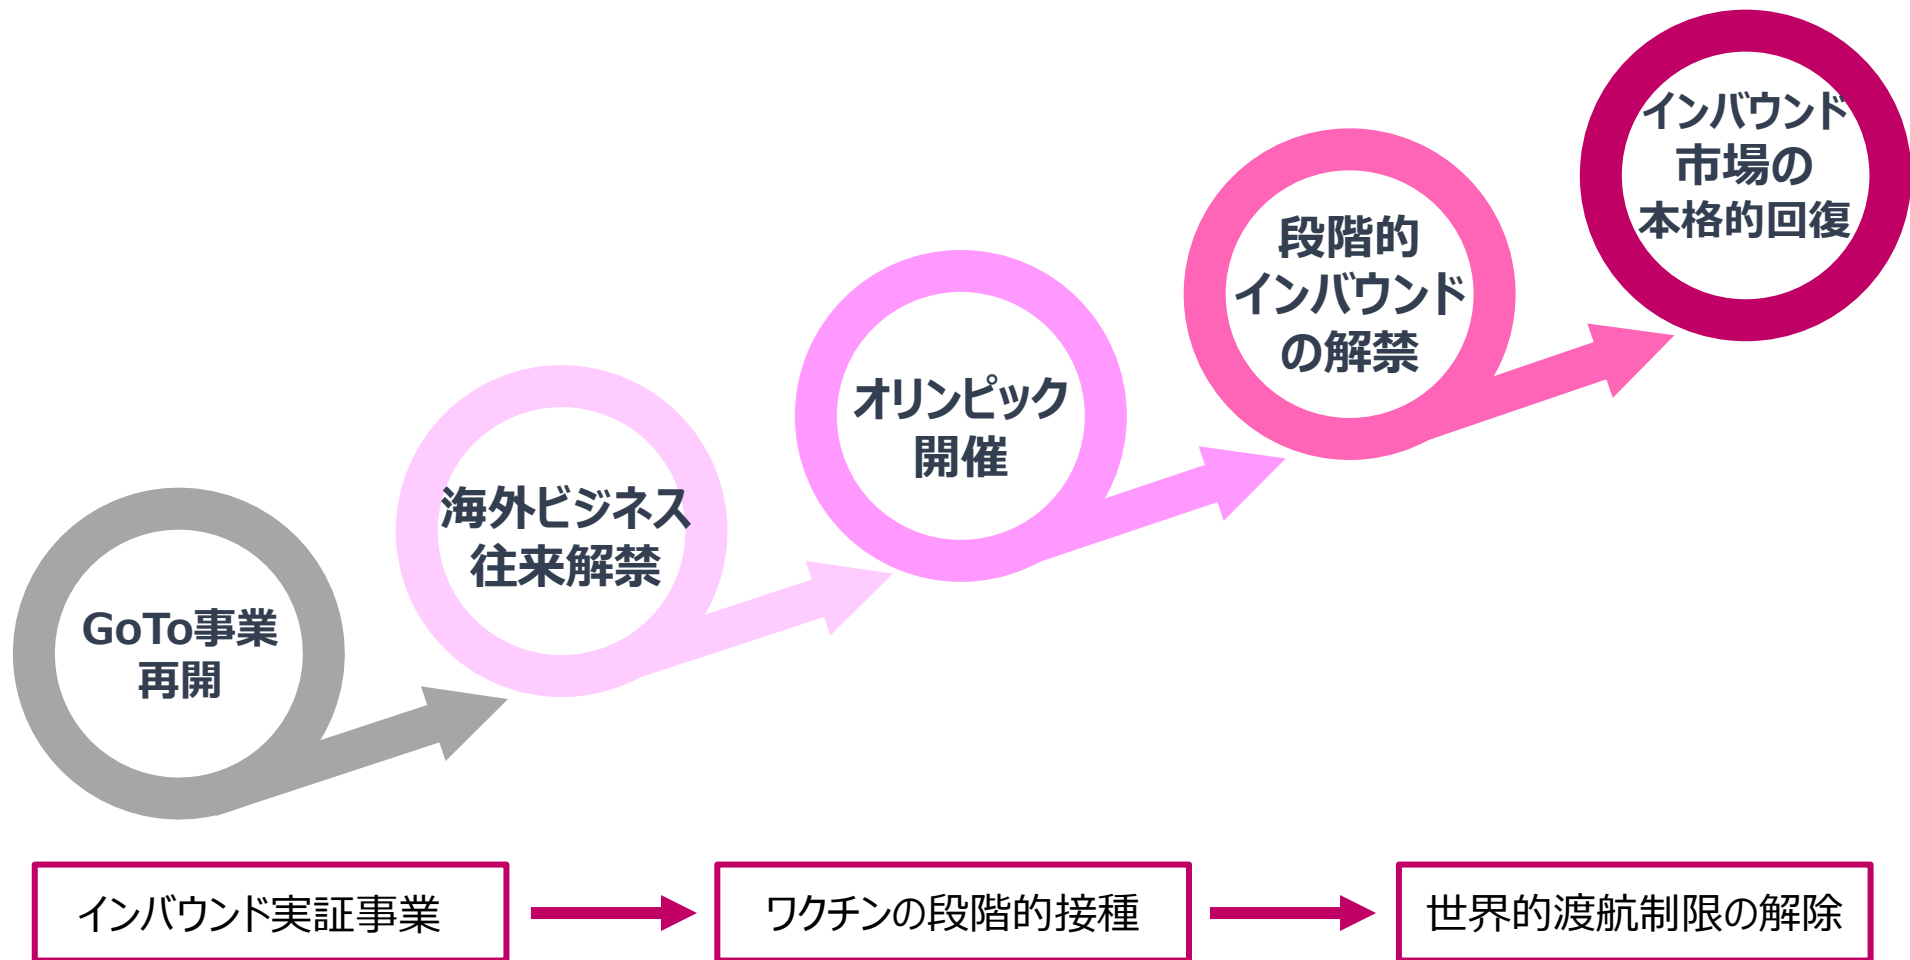 GoTo事業
再開
海外ビジネス
往来解禁
オリンピック
開催
段階的
インバウンド
の解禁
インバウンド
市場の
本格的回復
インバウンド実証事業
ワクチンの段階的接種
世界的渡航制限の解除